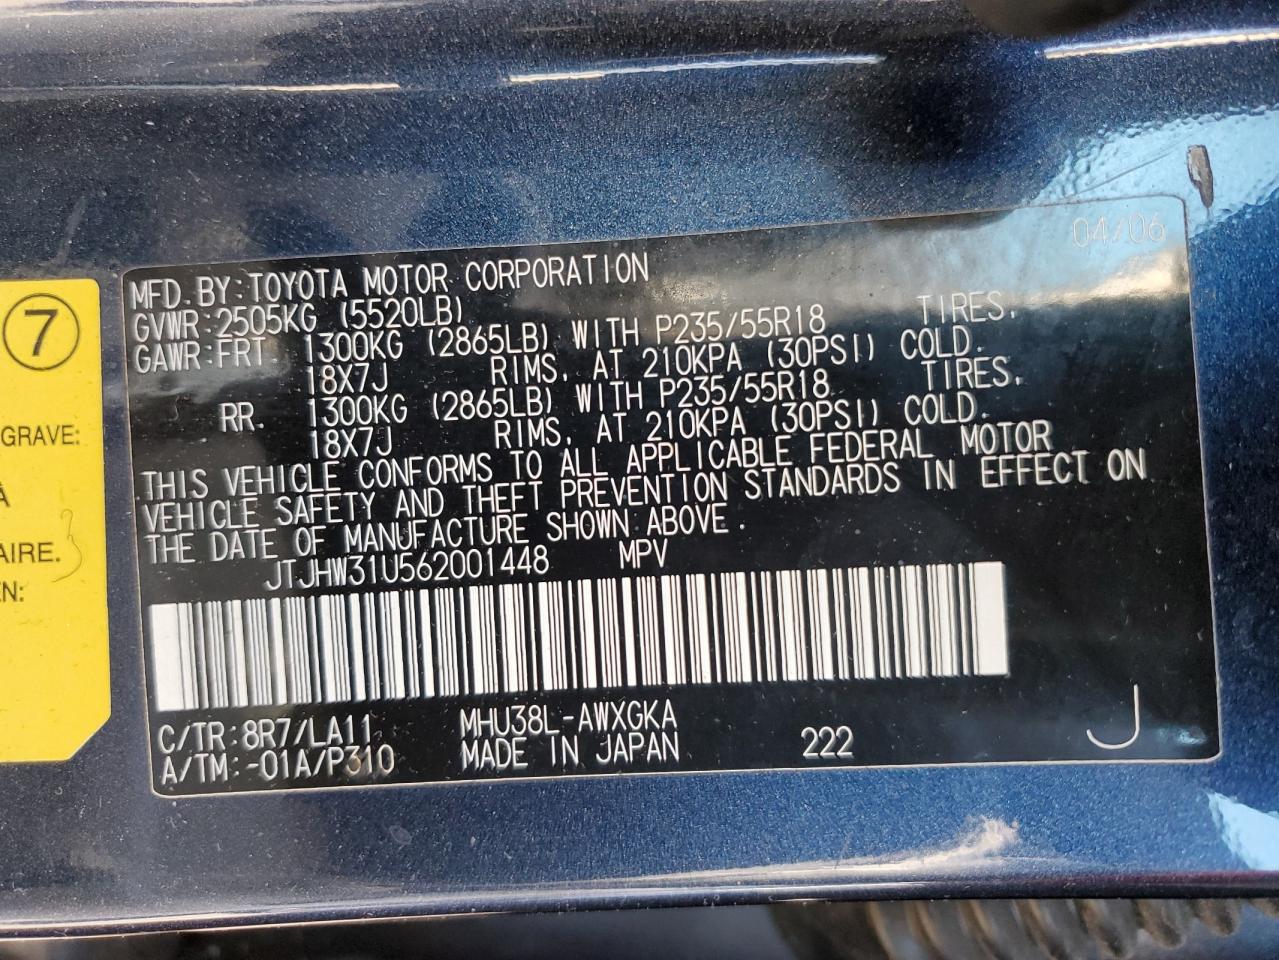 04/06
MFD. BY: TOYOTA MOTOR CORPORATION
GVWR: 2505KG (5520LB)
GAWR: FRT. 1300KG (2865LB) WITH P235/55R18 TIRES,
18X7J RIMS, AT 210KPA (30PSI) COLD.
RR. 1300KG (2865LB) WITH P235/55R18 TIRES,
18X7J RIMS, AT 210KPA (30PSI) COLD.
THIS VEHICLE CONFORMS TO ALL APPLICABLE FEDERAL MOTOR
VEHICLE SAFETY AND THEFT PREVENTION STANDARDS IN EFFECT ON
THE DATE OF MANUFACTURE SHOWN ABOVE.
JTJHW31U562001448 MPV
C/TR: 8R7/LA11 MHU38L-AWXGKA
A/TM: -01A/P310 MADE IN JAPAN 222
J
7
GRAVE:
A
AIRE.
3
EN: